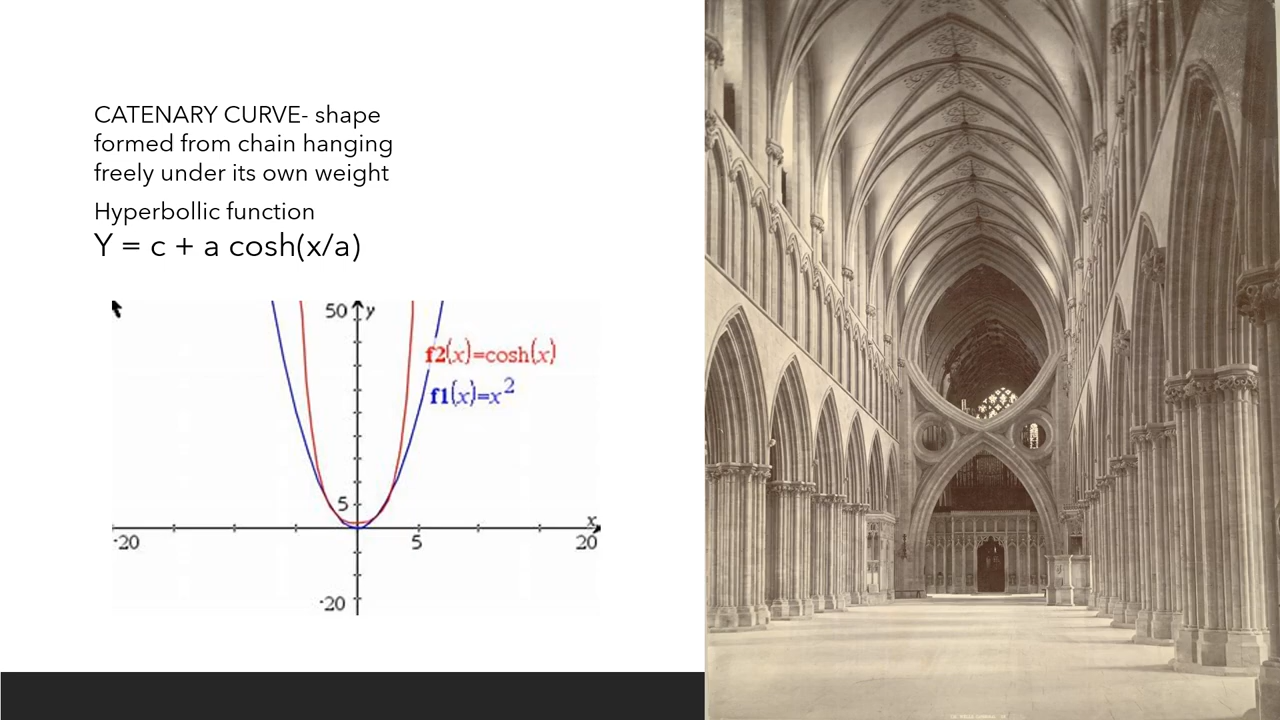 CATENARY CURVE- shape
formed from chain hanging
freely under its own weight
Hyperbollic function
Y = c + a cosh(x/a)
50 y
f2(x)=cosh(x)
f1(x)=x²
5
x
-20 5 20
-20